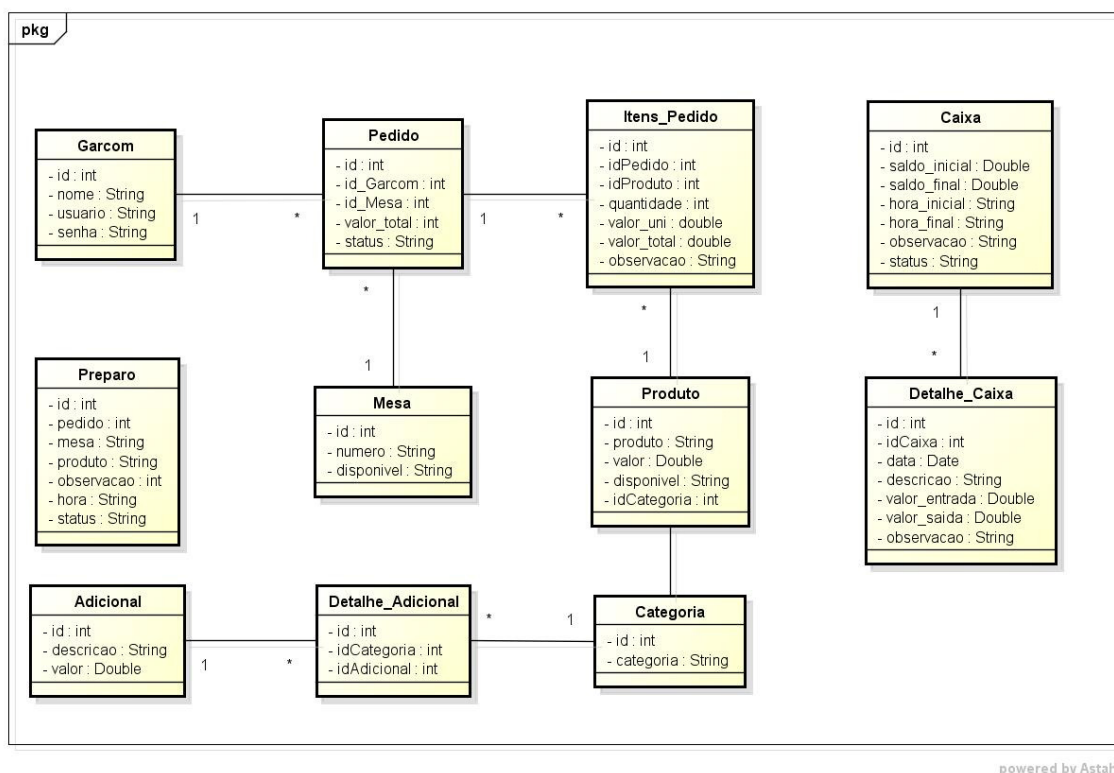 pkg
Garcom
- id : int
- nome : String
- usuario : String
- senha : String
1
*
Pedido
- id : int
- id_Garcom : int
- id_Mesa : int
- valor_total : int
- status : String
1
*
Itens_Pedido
- id : int
- idPedido : int
- idProduto : int
- quantidade : int
- valor_uni : double
- valor_total : double
- observacao : String
Caixa
- id : int
- saldo_inicial : Double
- saldo_final : Double
- hora_inicial : String
- hora_final : String
- observacao : String
- status : String
*
1
*
1
1
*
Preparo
- id : int
- pedido : int
- mesa : String
- produto : String
- observacao : int
- hora : String
- status : String
Mesa
- id : int
- numero : String
- disponivel : String
Produto
- id : int
- produto : String
- valor : Double
- disponivel : String
- idCategoria : int
Detalhe_Caixa
- id : int
- idCaixa : int
- data : Date
- descricao : String
- valor_entrada : Double
- valor_saida : Double
- observacao : String
Adicional
- id : int
- descricao : String
- valor : Double
1
*
Detalhe_Adicional
- id : int
- idCategoria : int
- idAdicional : int
*
1
Categoria
- id : int
- categoria : String
powered by Astah